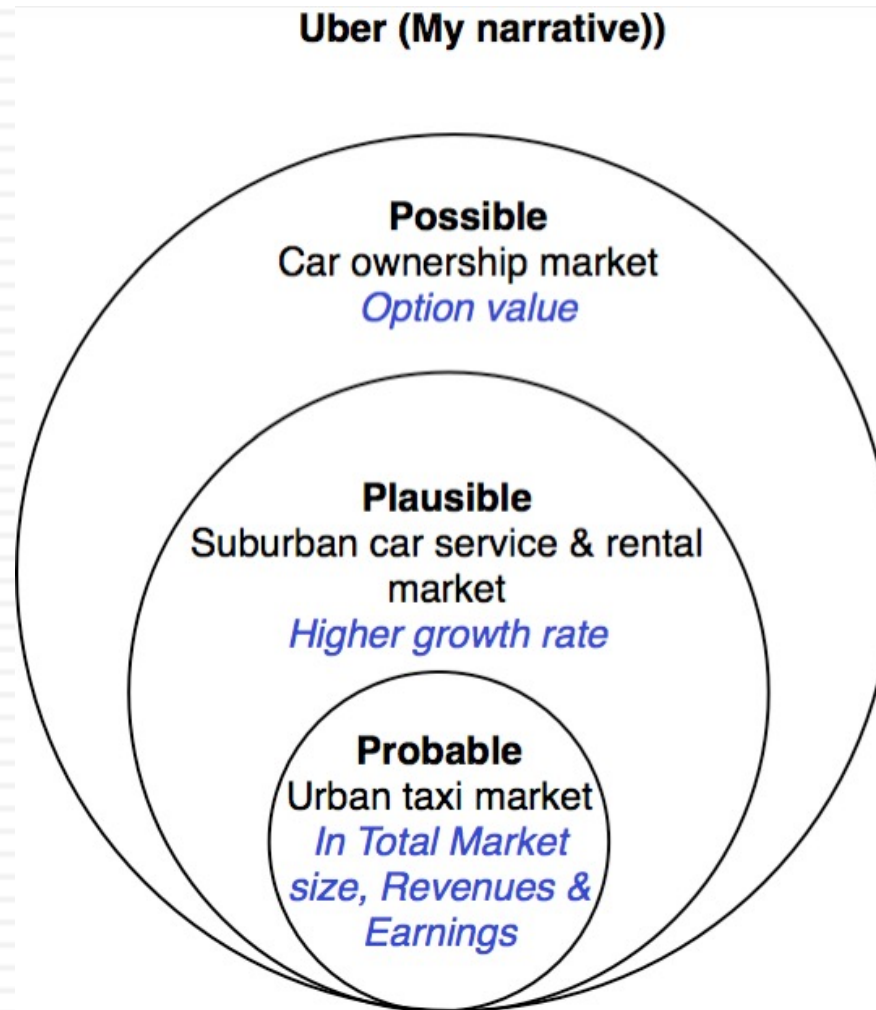 Uber (My narrative))
Possible
Car ownership market
Option value
Plausible
Suburban car service & rental
market
Higher growth rate
Probable
Urban taxi market
In Total Market
size, Revenues &
Earnings